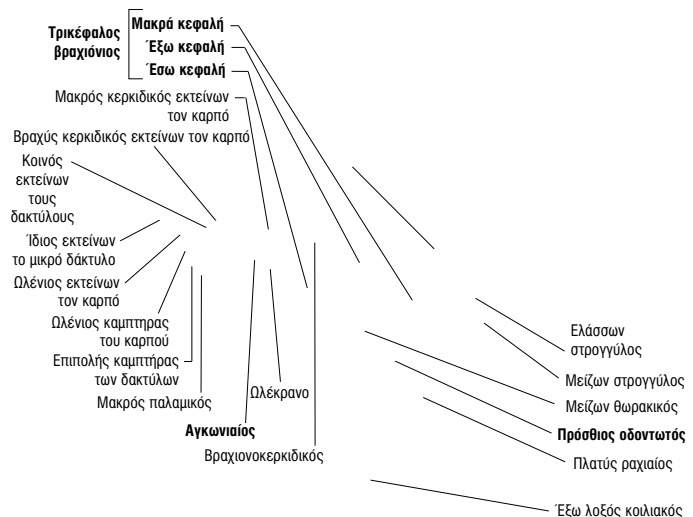 Τρικέφαλος
βραχιόνιος
Μακρά κεφαλή
Έξω κεφαλή
Έσω κεφαλή
Μακρός κερκιδικός εκτείνων
τον καρπό
Βραχύς κερκιδικός εκτείνων τον καρπό
Κοινός
εκτείνων
τους
δακτύλους
Ίδιος εκτείνων
το μικρό δάκτυλο
Ωλένιος εκτείνων
τον καρπό
Ωλένιος καμπτηρας
του καρπού
Επιπολής καμπτήρας
των δακτύλων
Μακρός παλαμικός
Ωλέκρανο
Αγκωνιαίος
Βραχιονοκερκιδικός
Ελάσσων
στρογγύλος
Μείζων στρογγύλος
Μείζων θωρακικός
Πρόσθιος οδοντωτός
Πλατύς ραχιαίος
Έξω λοξός κοιλιακός